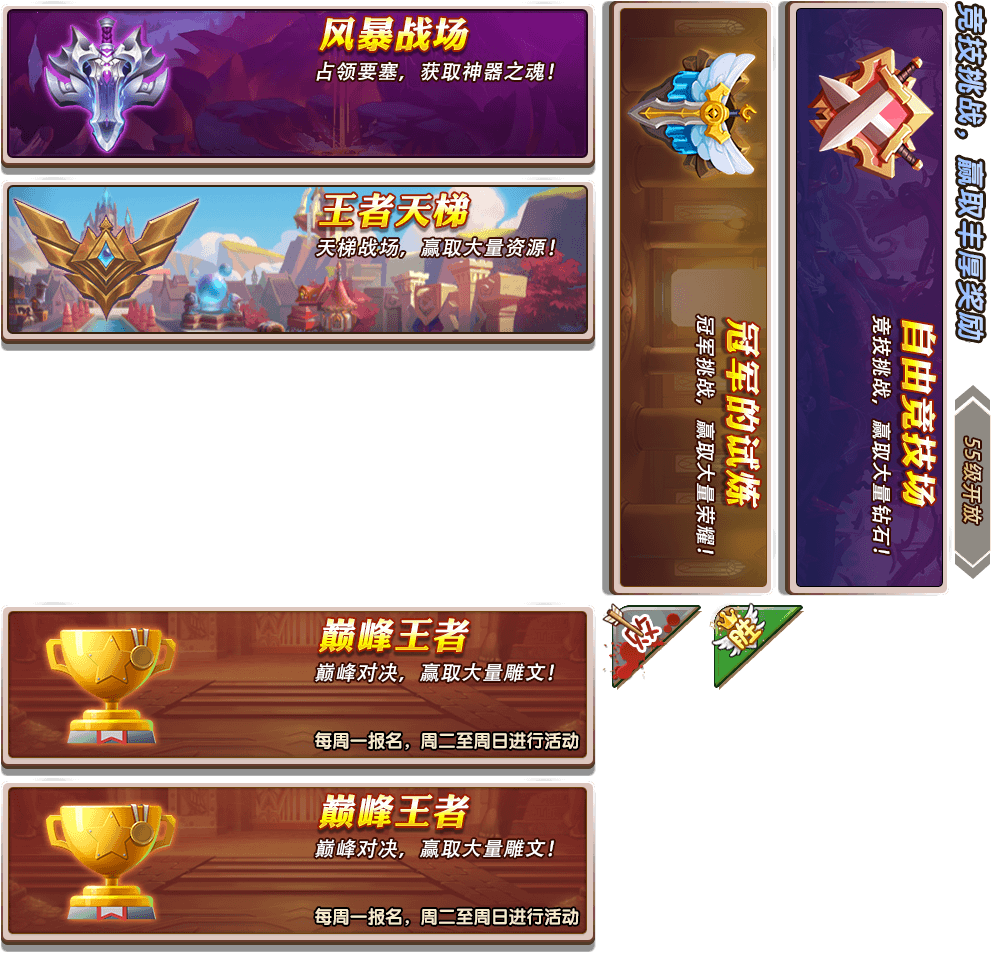 风暴战场
占领要塞，获取神器之魂！
王者天梯
天梯战场，赢取大量资源！
冠军的试炼
冠军挑战，赢取大量荣耀！
自由竞技场
竞技挑战，赢取大量钻石！
竞技挑战，赢取丰厚奖励
55级开放
巅峰王者
巅峰对决，赢取大量雕文！
每周一报名，周二至周日进行活动
巅峰王者
巅峰对决，赢取大量雕文！
每周一报名，周二至周日进行活动